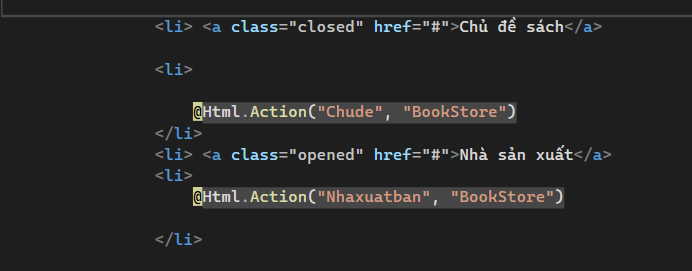 <li> <a class="closed" href="#">Chủ đề sách</a>
<li>
@Html.Action("Chude", "BookStore")
</li>
<li> <a class="opened" href="#">Nhà sản xuất</a>
<li>
@Html.Action("Nhaxuatban", "BookStore")
</li>